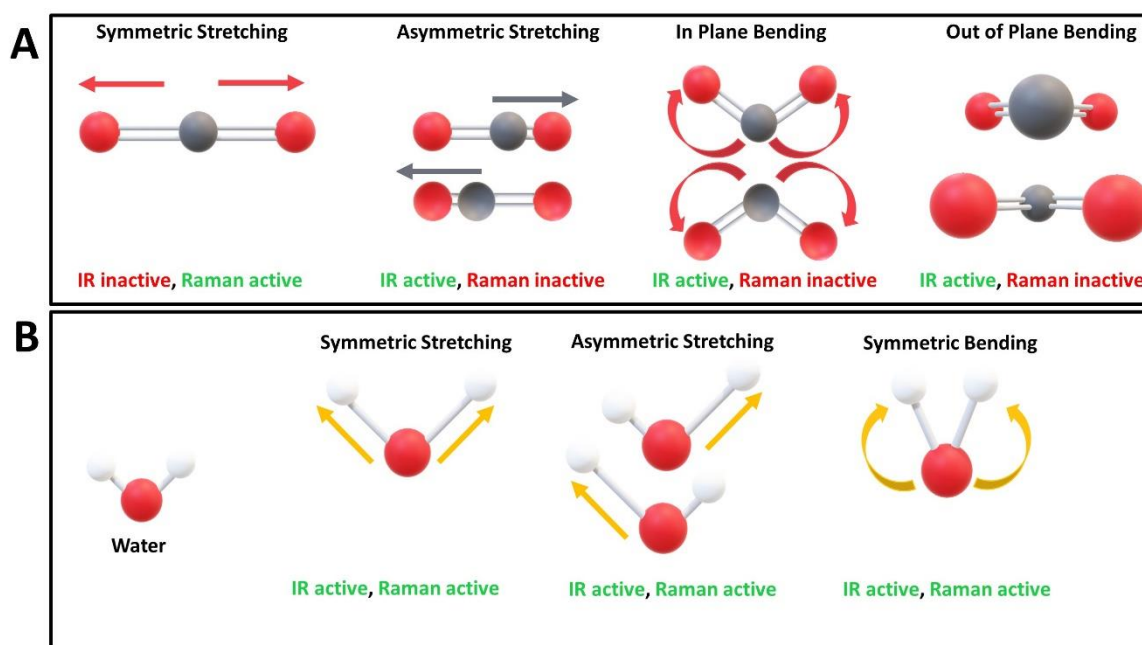 A
Symmetric Stretching
Asymmetric Stretching
In Plane Bending
Out of Plane Bending
IR inactive, Raman active
IR active, Raman inactive
IR active, Raman inactive
IR active, Raman inactive
B
Symmetric Stretching
Asymmetric Stretching
Symmetric Bending
Water
IR active, Raman active
IR active, Raman active
IR active, Raman active